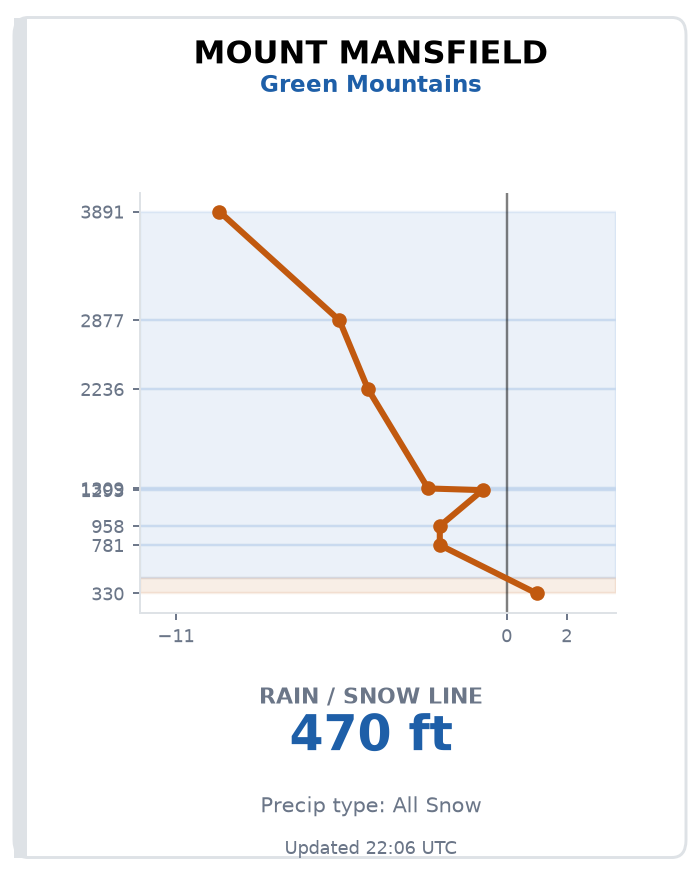 MOUNT MANSFIELD
Green Mountains
3891
2877
2236
958
781
330
−11 0 2
RAIN / SNOW LINE
470 ft
Precip type: All Snow
Updated 22:06 UTC